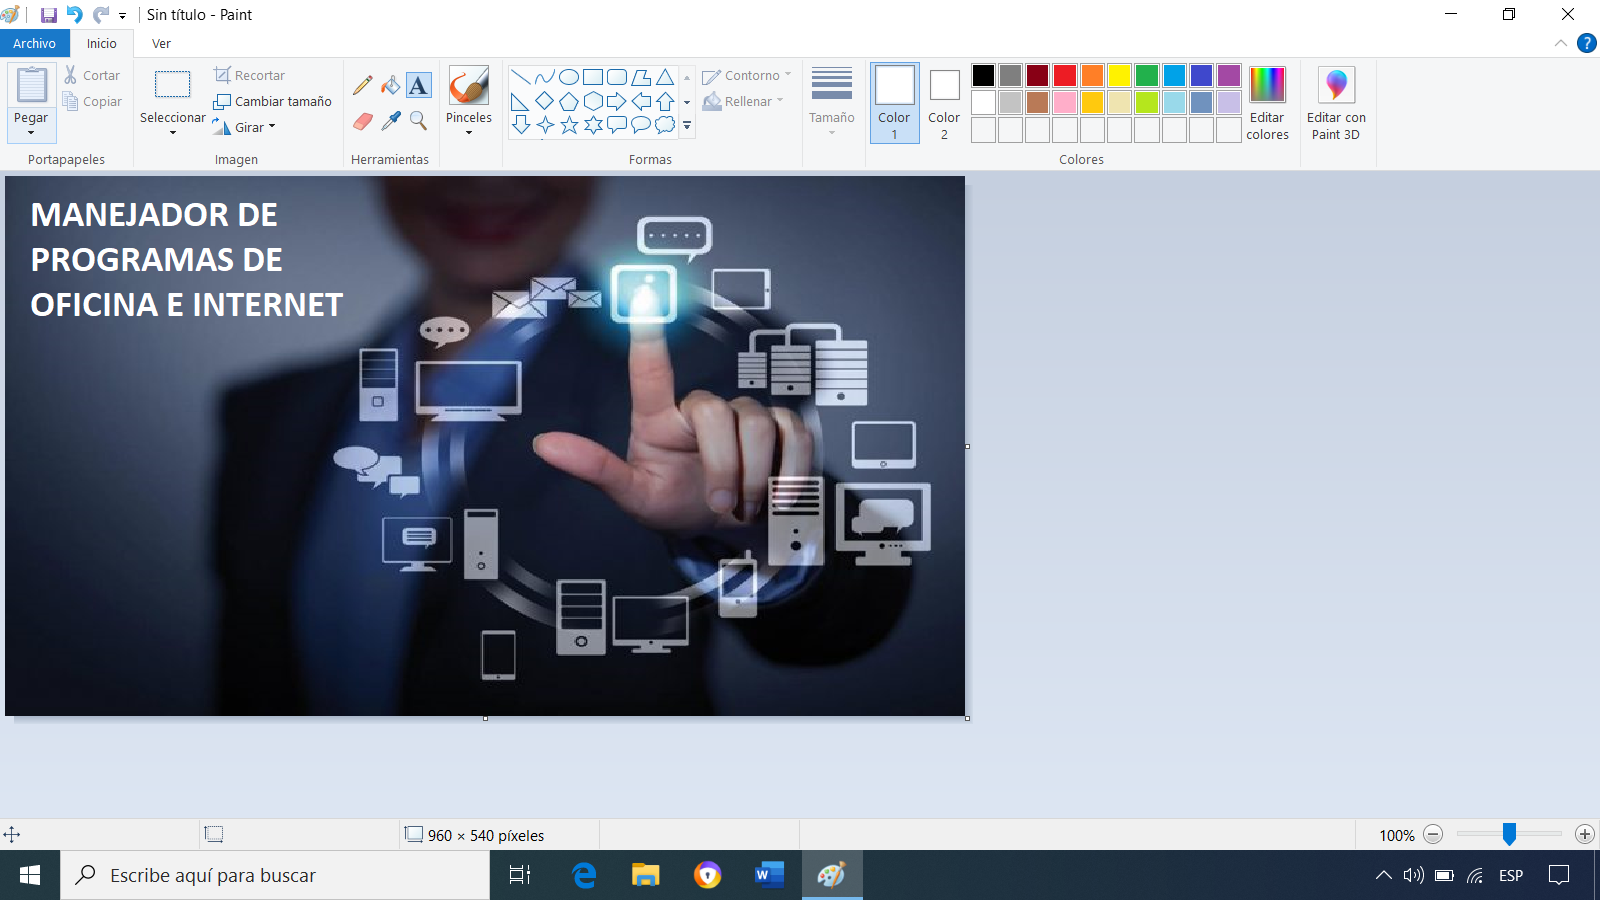 Sin título - Paint
Archivo
Inicio
Ver
Pegar
Cortar
Copiar
Portapapeles
Seleccionar
Recortar
Cambiar tamaño
Girar
Imagen
A
Herramientas
Pinceles
Contorno
Rellenar
Formas
Tamaño
Color
1
Color
2
Editar
colores
Colores
Editar con
Paint 3D
?
MANEJADOR DE
PROGRAMAS DE
OFICINA E INTERNET
960 × 540 píxeles
100%
Escribe aquí para buscar
W
ESP